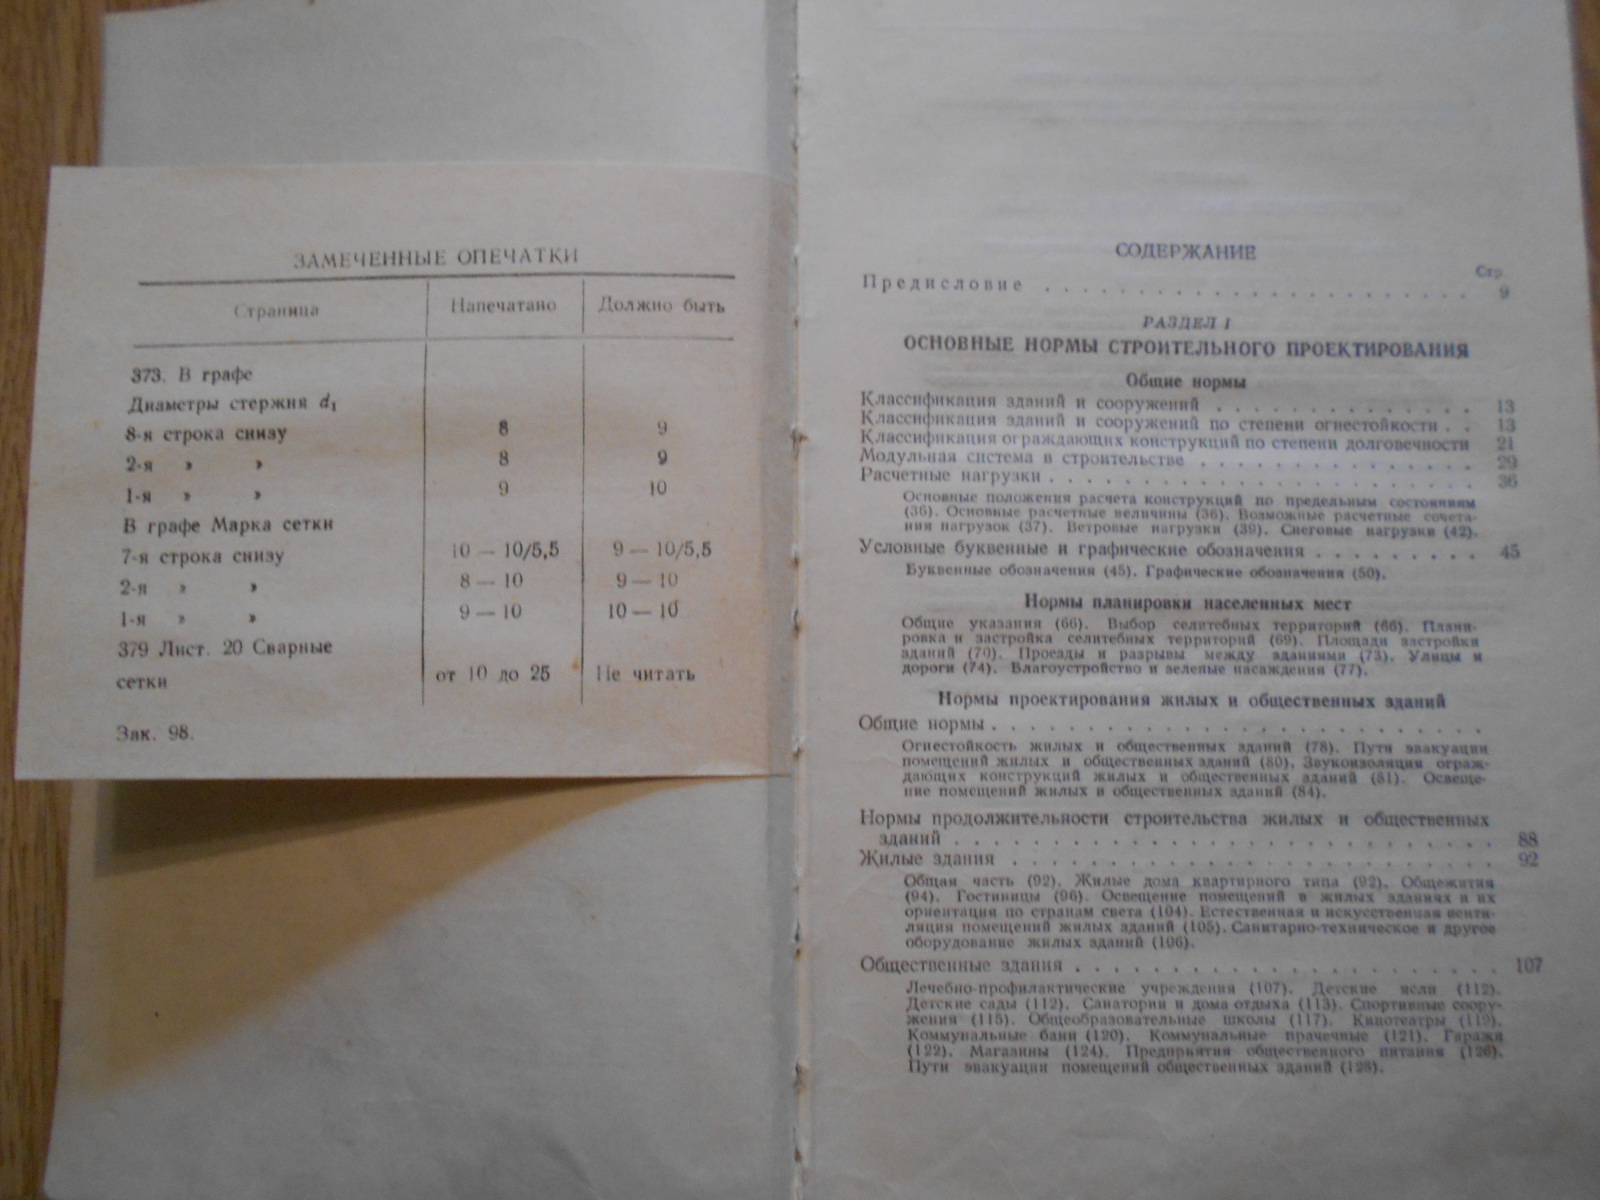 ЗАМЕЧЕННЫЕ ОПЕЧАТКИ
Страница Напечатано Должно быть
373. В графе
Диаметры стержня d₁
8-я строка снизу 8 9
2-я » » 8 9
1-я » » 9 10
В графе Марка сетки
7-я строка снизу 10 — 10/5,5 9 — 10/5,5
2-я » » 8 — 10 9 — 10
1-я » » 9 — 10 10 — 10
379 Лист. 20 Сварные
сетки от 10 до 25 Не читать
Зак. 98.
СОДЕРЖАНИЕ
Стр.
Предисловие . . . . . . . . . . 9
РАЗДЕЛ I
ОСНОВНЫЕ НОРМЫ СТРОИТЕЛЬНОГО ПРОЕКТИРОВАНИЯ
Общие нормы
Классификация зданий и сооружений . . . . . . . . . . 13
Классификация зданий и сооружений по степени огнестойкости . . 13
Классификация ограждающих конструкций по степени долговечности 21
Модульная система в строительстве . . . . . . . . . . 29
Расчетные нагрузки . . . . . . . . . . 36
Основные положения расчета конструкций по предельным состояниям
(36). Основные расчетные величины (36). Возможные расчетные сочета-
ния нагрузок (37). Ветровые нагрузки (39). Снеговые нагрузки (42).
Условные буквенные и графические обозначения . . . . . . . . . 45
Буквенные обозначения (45). Графические обозначения (50).
Нормы планировки населенных мест
Общие указания (66). Выбор селитебных территорий (66). Плани-
ровка и застройка селитебных территорий (69). Площади застройки
зданий (70). Проезды и разрывы между зданиями (73). Улицы и
дороги (74). Благоустройство и зеленые насаждения (77).
Нормы проектирования жилых и общественных зданий
Общие нормы . . . . . . . . . .
Огнестойкость жилых и общественных зданий (78). Пути эвакуации
помещений жилых и общественных зданий (80). Звукоизоляция ограж-
дающих конструкций жилых и общественных зданий (81). Освеще-
ние помещений жилых и общественных зданий (84).
Нормы продолжительности строительства жилых и общественных
зданий . . . . . . . . . . 88
Жилые здания . . . . . . . . . . 92
Общая часть (92). Жилые дома квартирного типа (92). Общежития
(94). Гостиницы (96). Освещение помещений в жилых зданиях и их
ориентация по странам света (104). Естественная и искусственная венти-
ляция помещений жилых зданий (105). Санитарно-техническое и другое
оборудование жилых зданий (106).
Общественные здания . . . . . . . . . . 107
Лечебно-профилактические учреждения (107). Детские ясли (112).
Детские сады (112). Санатории и дома отдыха (113). Спортивные соору-
жения (115). Общеобразовательные школы (117). Кинотеатры (119).
Коммунальные бани (120). Коммунальные прачечные (121). Гаражи
(122). Магазины (124). Предприятия общественного питания (126).
Пути эвакуации помещений общественных зданий (128).